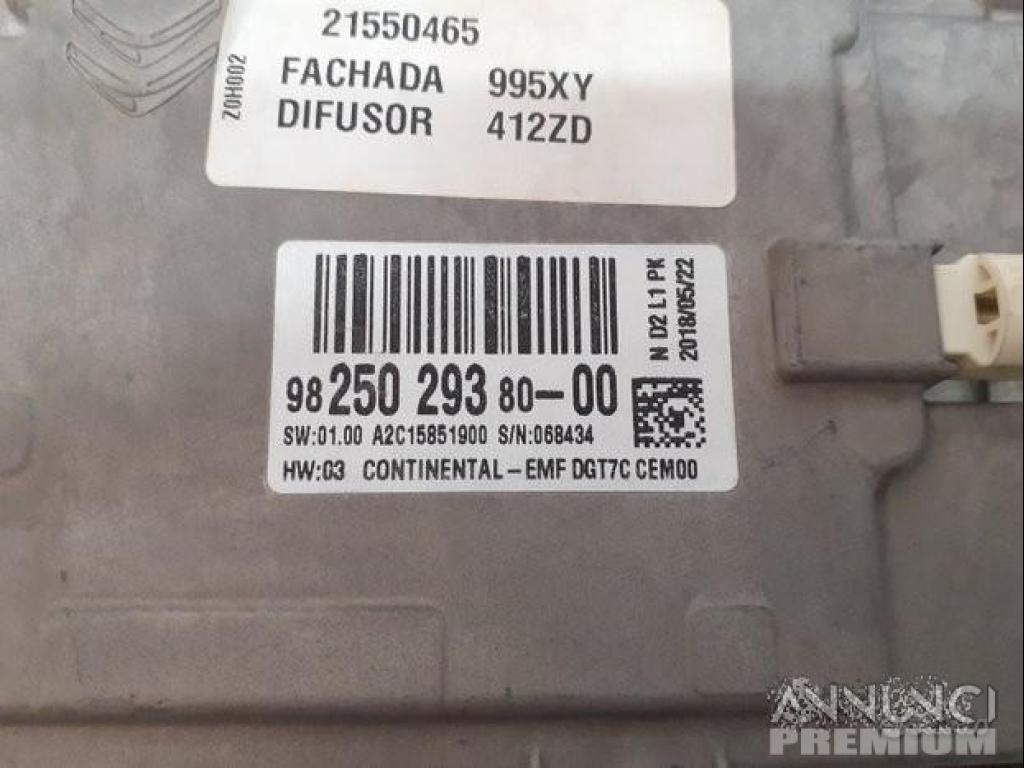 21550465
Z0H002
FACHADA 995XY
DIFUSOR 412ZD
N D2 L1 PK
2018/05/22
98 250 293 80-00
SW:01.00 A2C15851900 S/N:068434
HW:03 CONTINENTAL-EMF DGT7C CEM00
ANNUNCI
PREMIUM